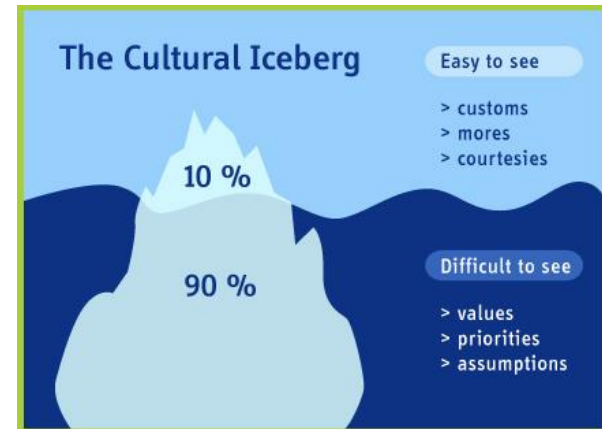 The Cultural Iceberg
Easy to see
> customs
> mores
> courtesies
10 %
90 %
Difficult to see
> values
> priorities
> assumptions